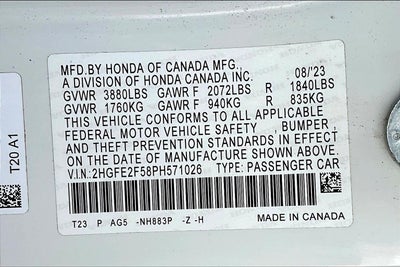 MFD.BY HONDA OF CANADA MFG.,
A DIVISION OF HONDA CANADA INC. 08/'23
GVWR 3880LBS GAWR F 2072LBS R 1840LBS
GVWR 1760KG GAWR F 940KG R 835KG
THIS VEHICLE CONFORMS TO ALL APPLICABLE
FEDERAL MOTOR VEHICLE SAFETY , BUMPER ,
AND THEFT PREVENTION STANDARDS IN EFFECT
ON THE DATE OF MANUFACTURE SHOWN ABOVE.
V.I.N.:2HGFE2F58PH571026 TYPE: PASSENGER CAR
T23 P AG5 -NH883P -Z -H MADE IN CANADA
T20 A1